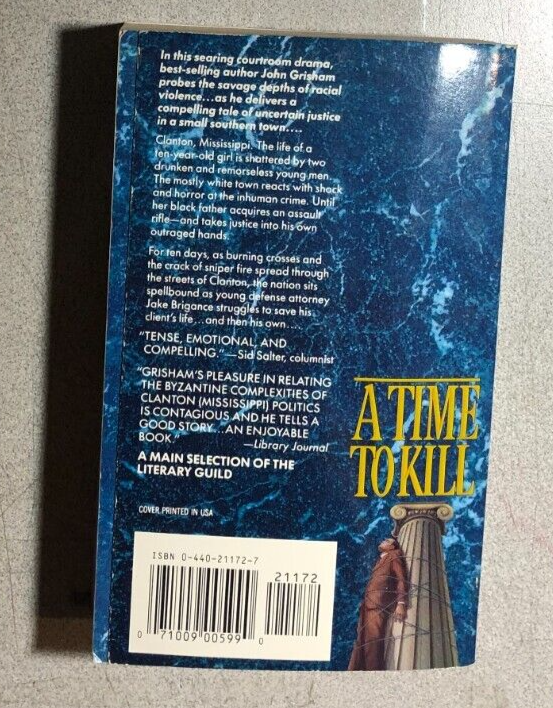 In this searing courtroom drama,
best-selling author John Grisham
probes the savage depths of racial
violence...as he delivers a
compelling tale of uncertain justice
in a small southern town....
Clanton, Mississippi. The life of a
ten-year-old girl is shattered by two
drunken and remorseless young men.
The mostly white town reacts with shock
and horror at the inhuman crime. Until
her black father acquires an assault
rifle—and takes justice into his own
outraged hands.
For ten days, as burning crosses and
the crack of sniper fire spread through
the streets of Clanton, the nation sits
spellbound as young defense attorney
Jake Brigance struggles to save his
client's life...and then his own...
"TENSE, EMOTIONAL, AND
COMPELLING."—Sid Salter, columnist
"GRISHAM'S PLEASURE IN RELATING
THE BYZANTINE COMPLEXITIES OF
CLANTON (MISSISSIPPI) POLITICS
IS CONTAGIOUS AND HE TELLS A
GOOD STORY...AN ENJOYABLE
BOOK."
—Library Journal
A MAIN SELECTION OF THE
LITERARY GUILD
COVER PRINTED IN USA
A TIME
TO KILL
ISBN 0-440-21172-7
21172
0 71009 00599 0